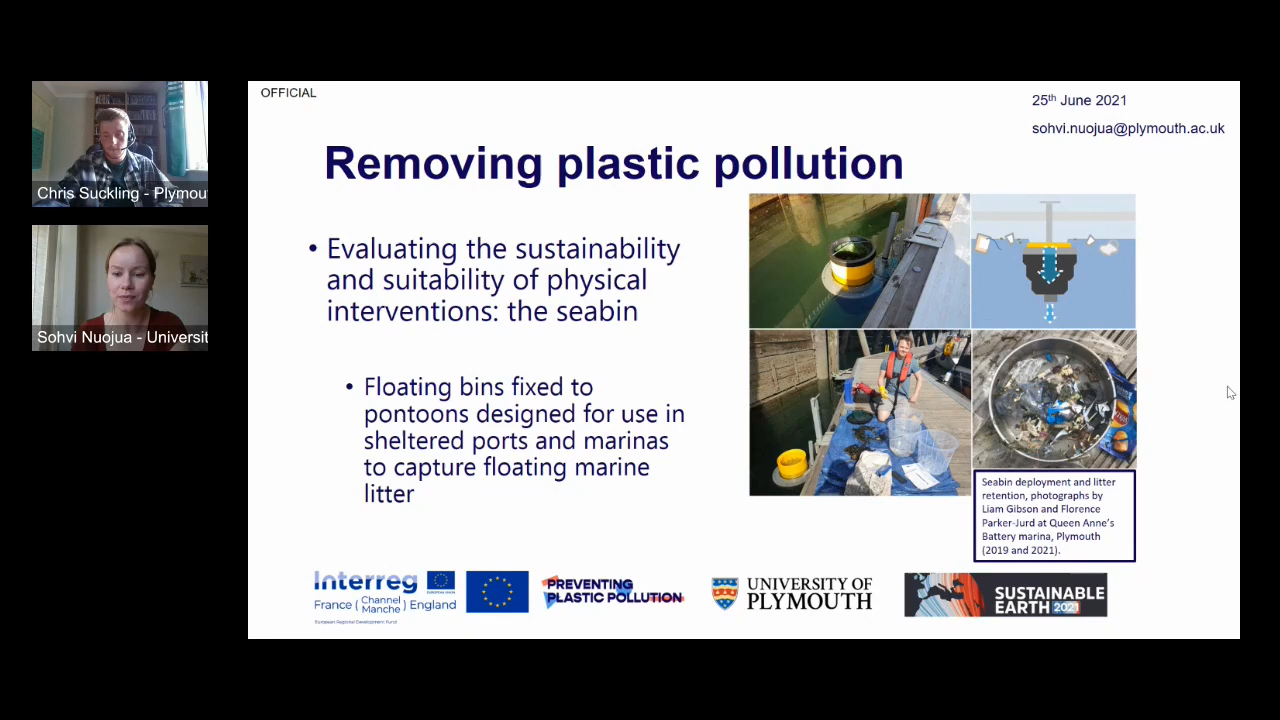 OFFICIAL
25th June 2021
sohvi.nuojua@plymouth.ac.uk
Removing plastic pollution
Chris Suckling - Plymou
Sohvi Nuojua - Universit
• Evaluating the sustainability
and suitability of physical
interventions: the seabin
• Floating bins fixed to
pontoons designed for use in
sheltered ports and marinas
to capture floating marine
litter
Seabin deployment and litter
retention, photographs by
Liam Gibson and Florence
Parker-Jurd at Queen Anne's
Battery marina, Plymouth
(2019 and 2021).
Interreg
EUROPEAN UNION
France ( Channel Manche ) England
European Regional Development Fund
PREVENTING
PLASTIC POLLUTION
UNIVERSITY OF
PLYMOUTH
SUSTAINABLE
EARTH 2021